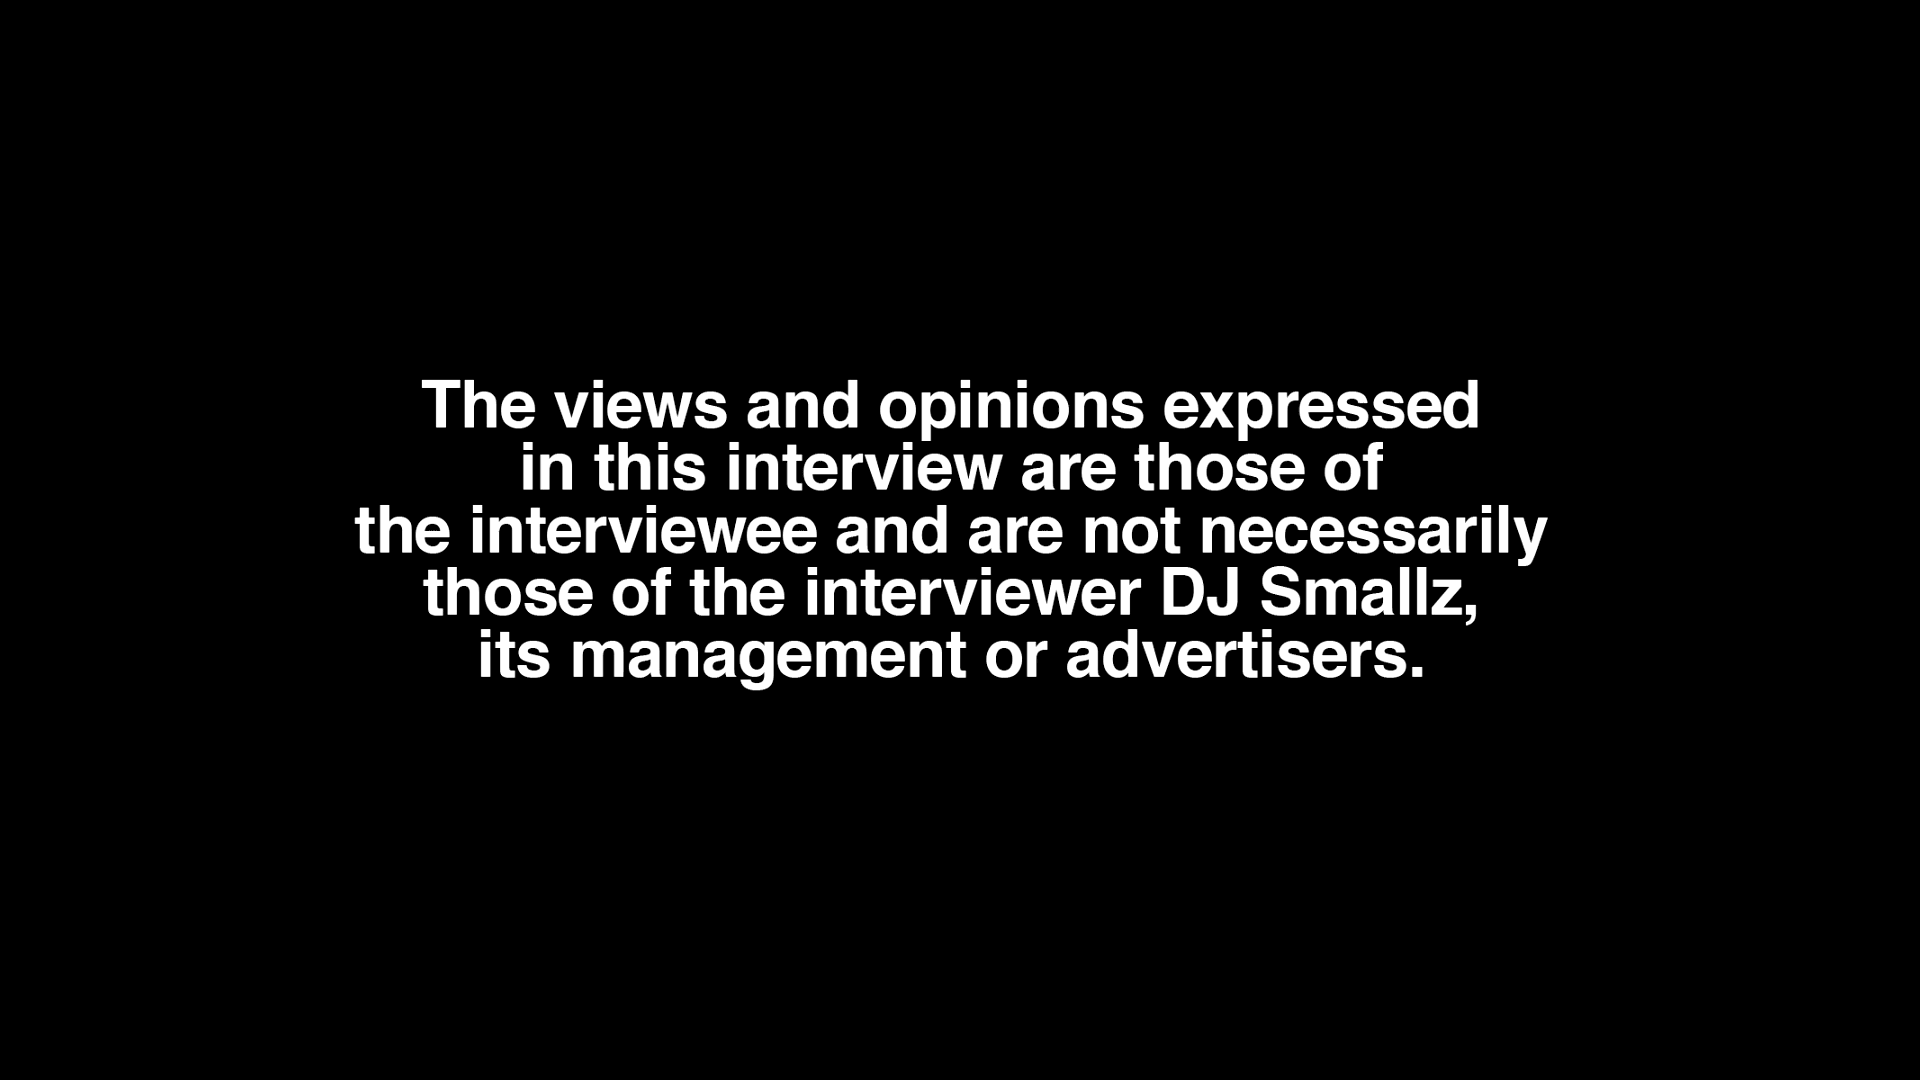 The views and opinions expressed
in this interview are those of
the interviewee and are not necessarily
those of the interviewer DJ Smallz,
its management or advertisers.